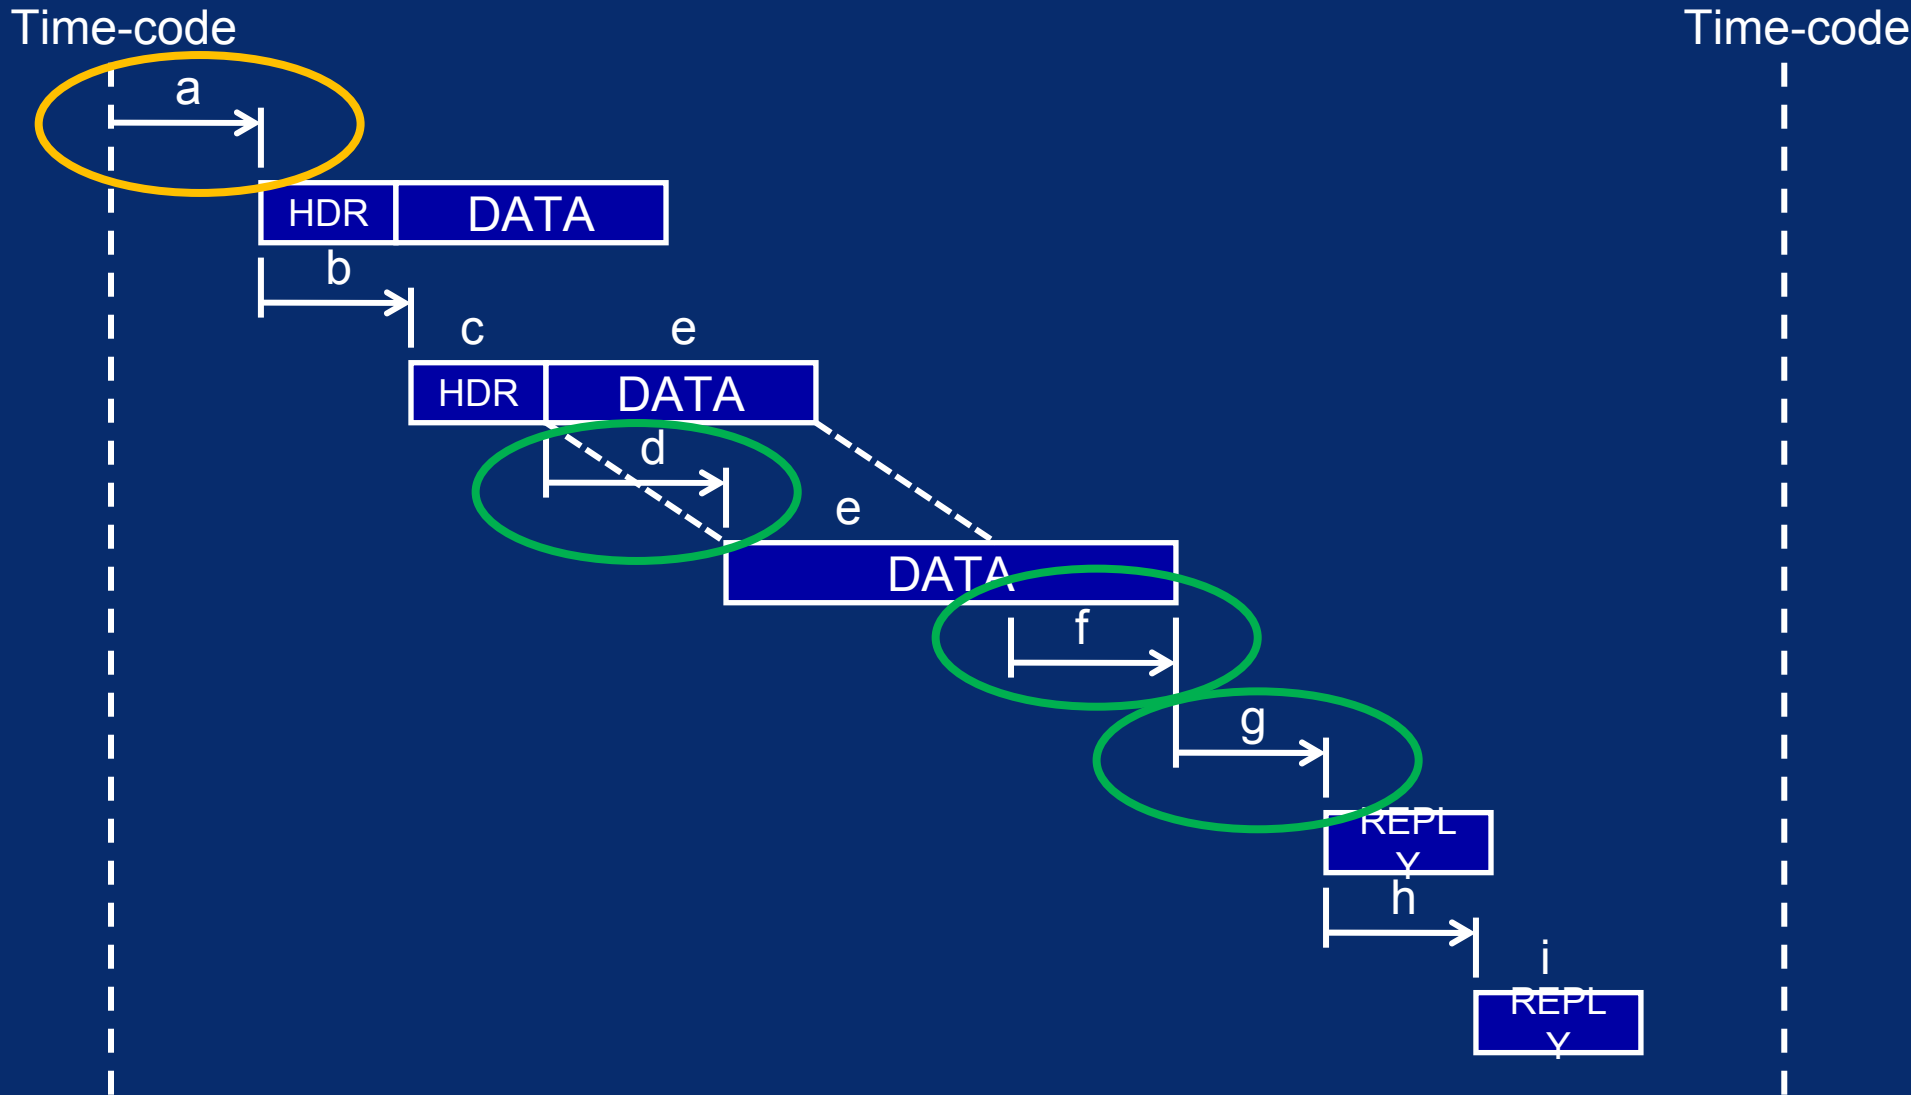 Time-code
Time-code
a
HDR
DATA
b
c
e
HDR
DATA
d
e
DATA
f
g
REPL
Y
h
i
REPL
Y